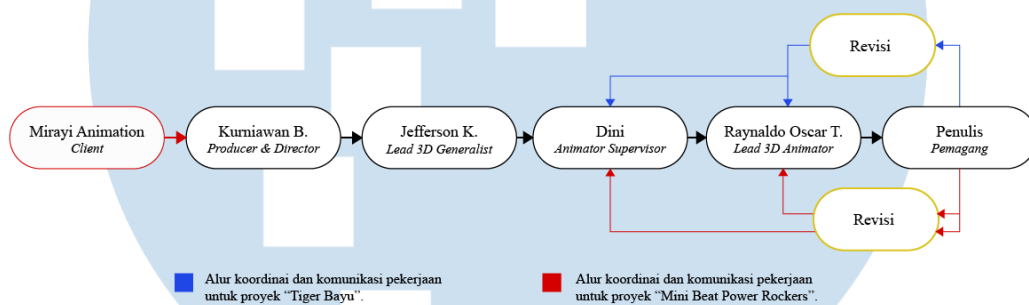 Revisi
Mirayi Animation
Client
Kurniawan B.
Producer & Director
Jefferson K.
Lead 3D Generalist
Dini
Animator Supervisor
Raynaldo Oscar T.
Lead 3D Animator
Penulis
Pemagang
Revisi
Alur koordinai dan komunikasi pekerjaan
untuk proyek “Tiger Bayu”.
Alur koordinai dan komunikasi pekerjaan
untuk proyek “Mini Beat Power Rockers”.